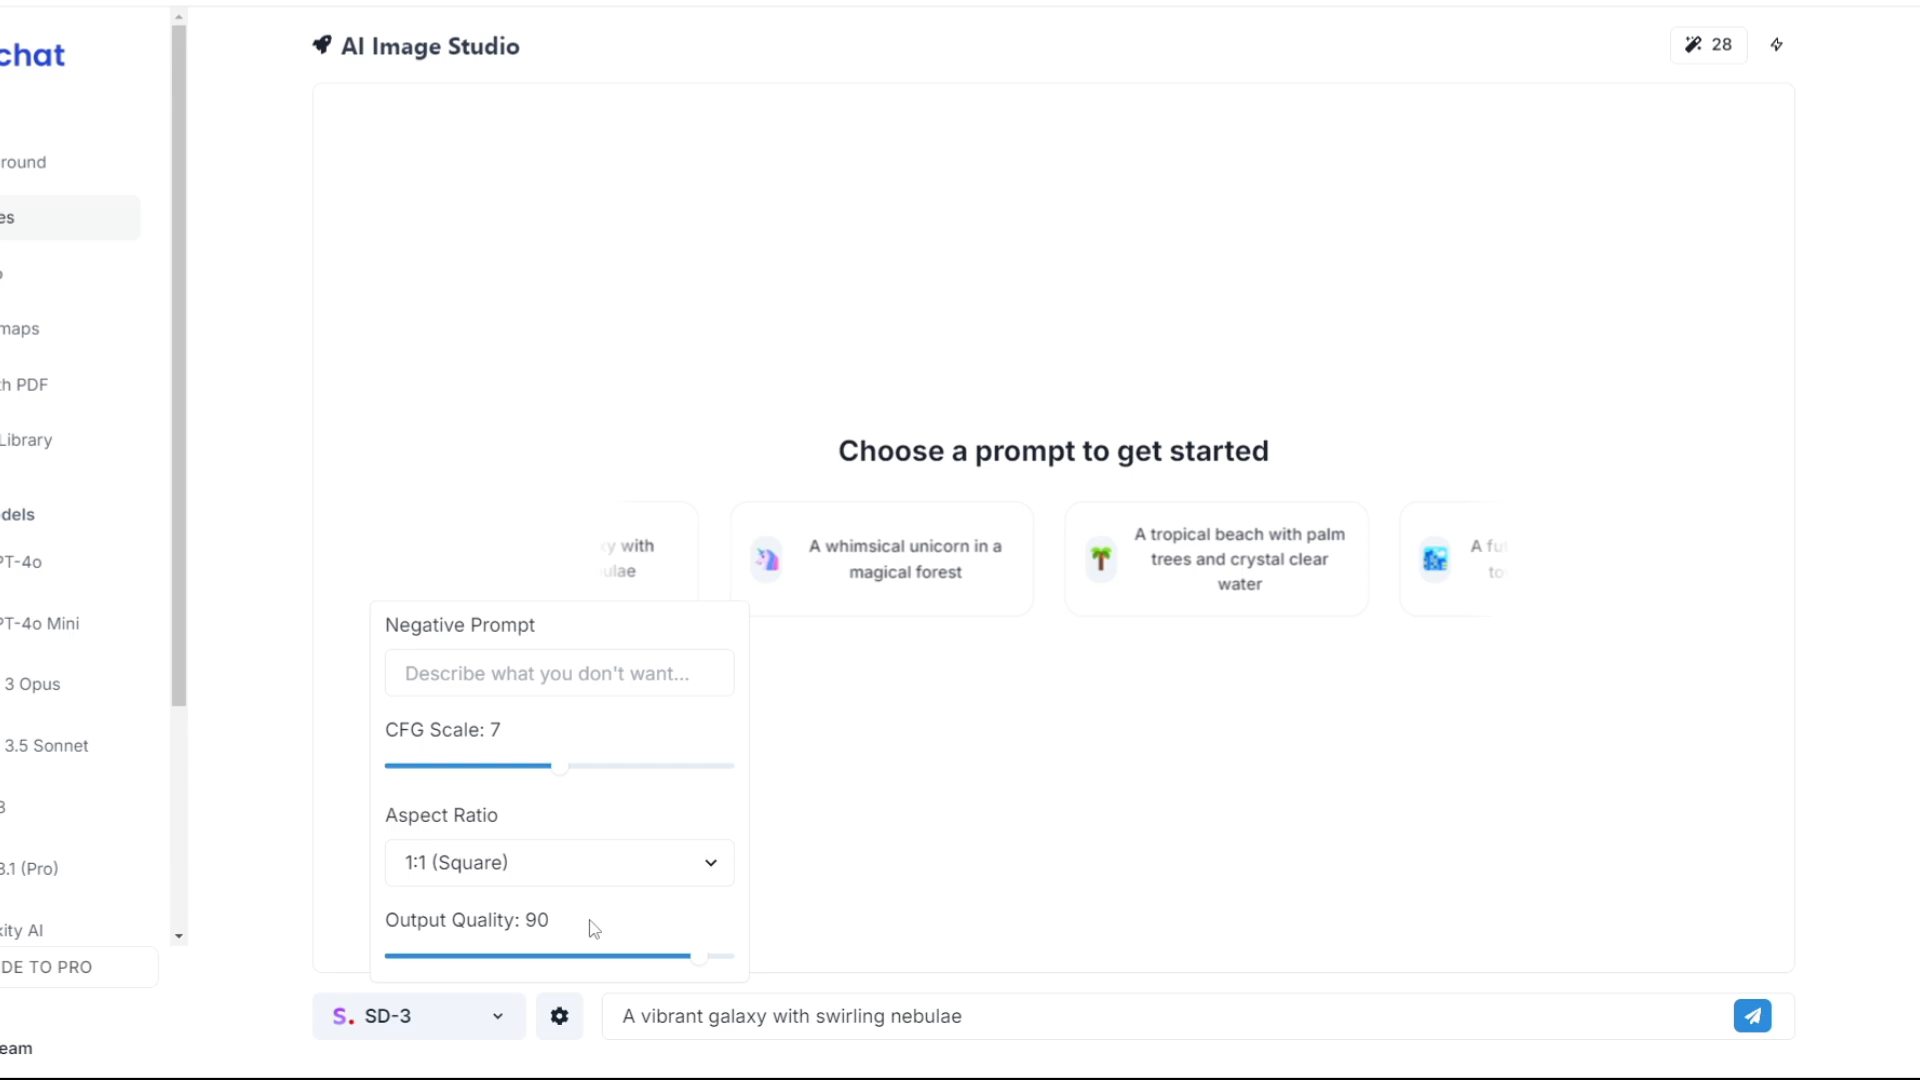 chat
round
es
maps
th PDF
Library
dels
PT-4o
PT-4o Mini
3 Opus
3.5 Sonnet
3
3.1 (Pro)
xity AI
DE TO PRO
eam
AI Image Studio
28
Choose a prompt to get started
xy with
ulae
A whimsical unicorn in a
magical forest
A tropical beach with palm
trees and crystal clear
water
A fu
to
Negative Prompt
Describe what you don't want...
CFG Scale: 7
Aspect Ratio
1:1 (Square)
Output Quality: 90
S. SD-3
A vibrant galaxy with swirling nebulae